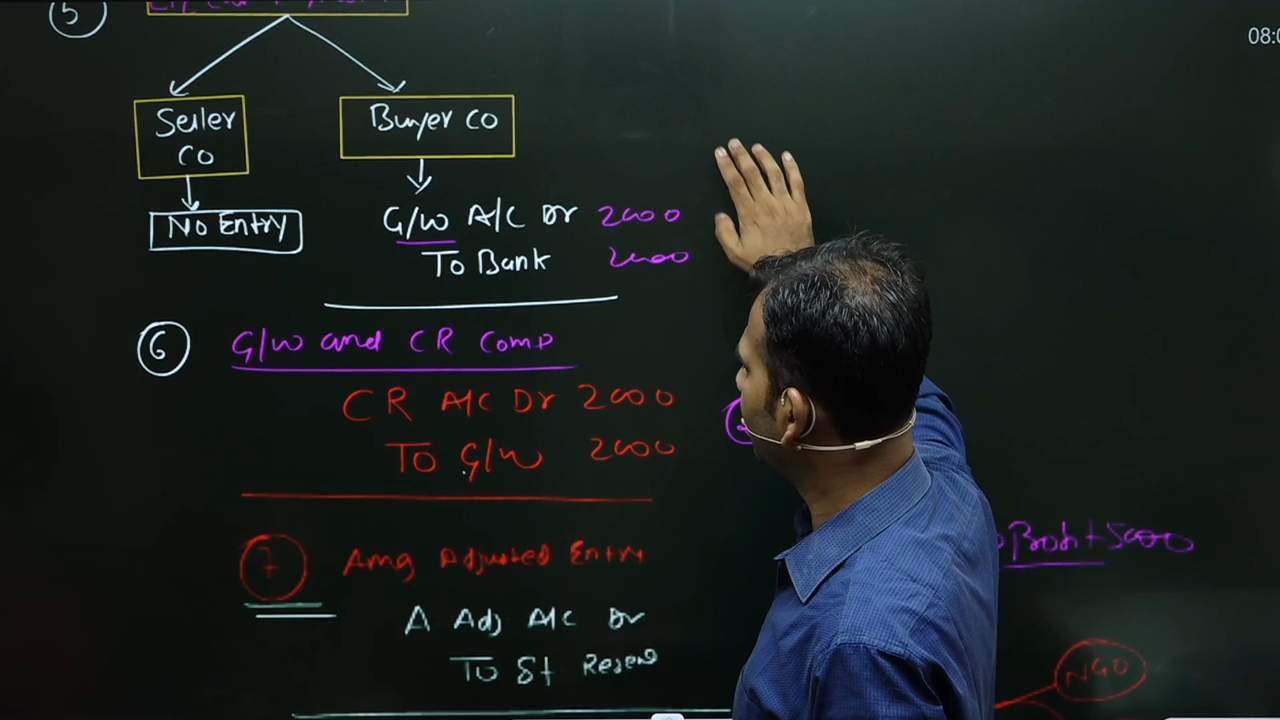 5
Seller
Co
Buyer Co
No Entry
G/W A/C Dr 2000
To Bank 2000
6
G/W and CR Comp
CR A/C Dr 2000
To G/W 2000
7
Amg Adjusted Entry
A Adj A/C Dr
To St Reserve
5000
NGO
08:0